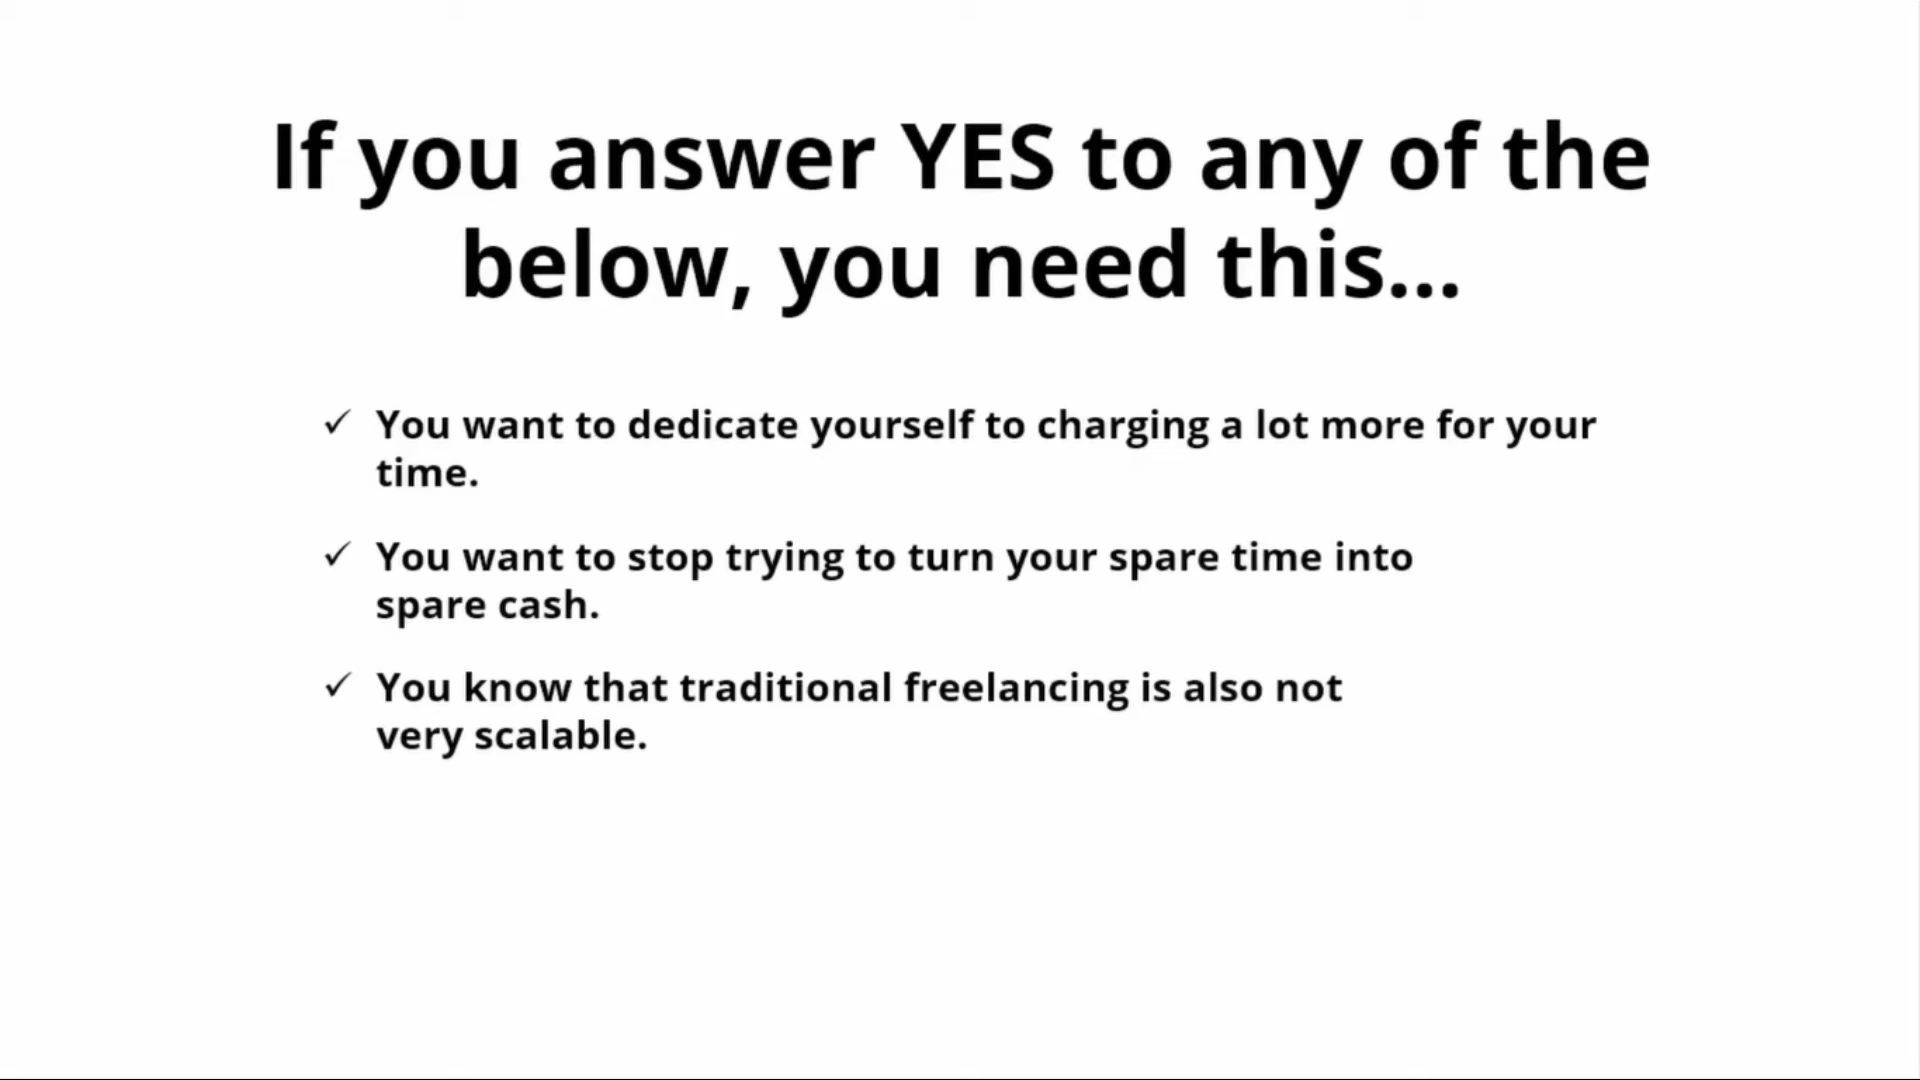 If you answer YES to any of the
below, you need this...
✓ You want to dedicate yourself to charging a lot more for your
time.
✓ You want to stop trying to turn your spare time into
spare cash.
✓ You know that traditional freelancing is also not
very scalable.